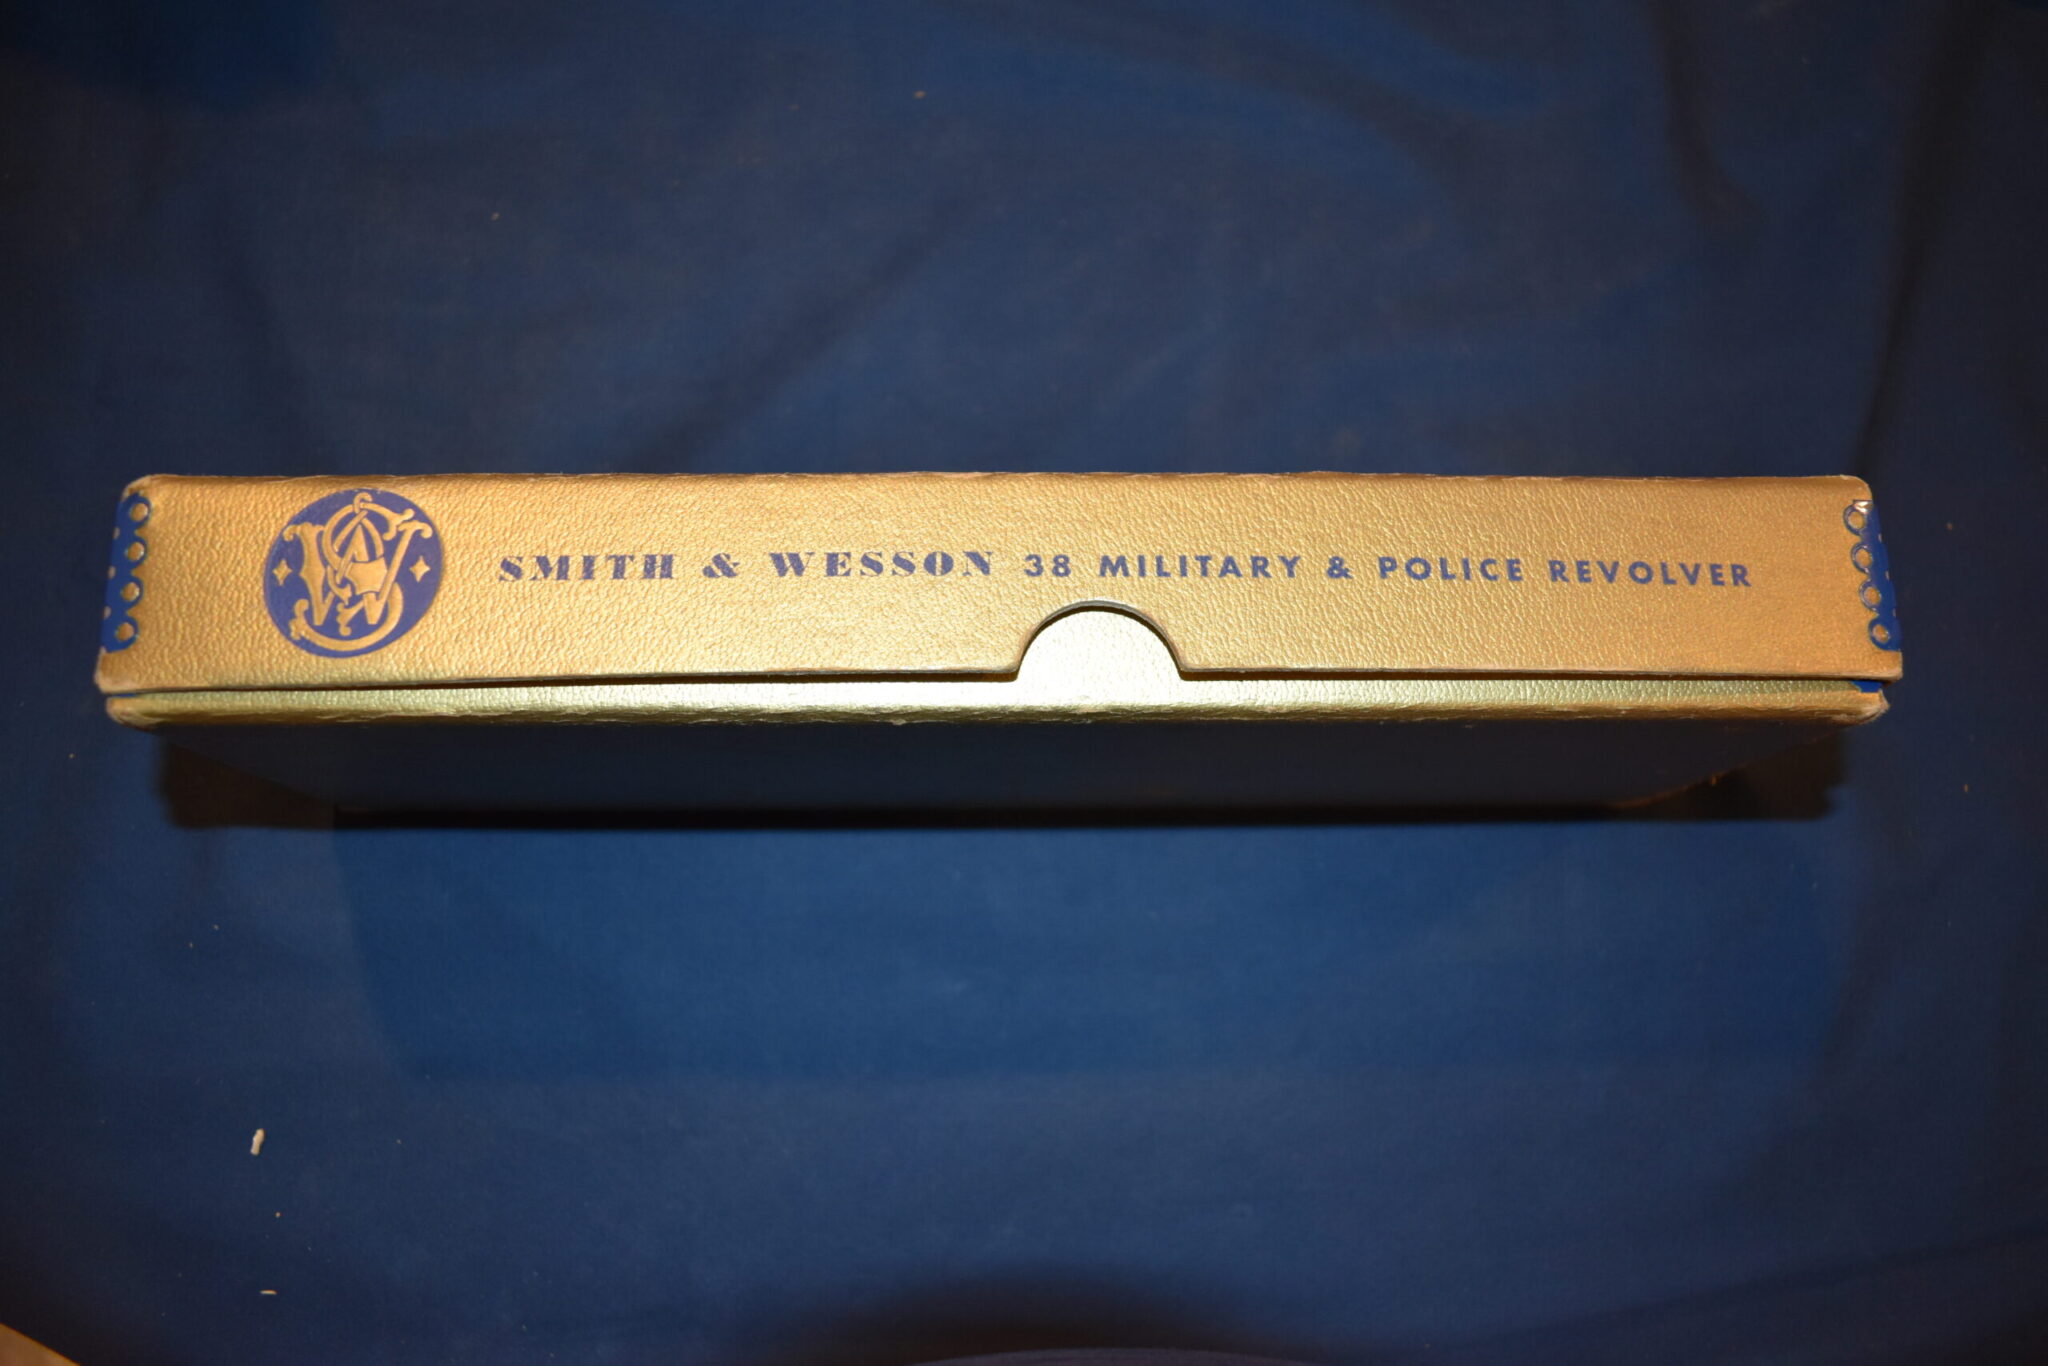 SMITH & WESSON 38 MILITARY & POLICE REVOLVER